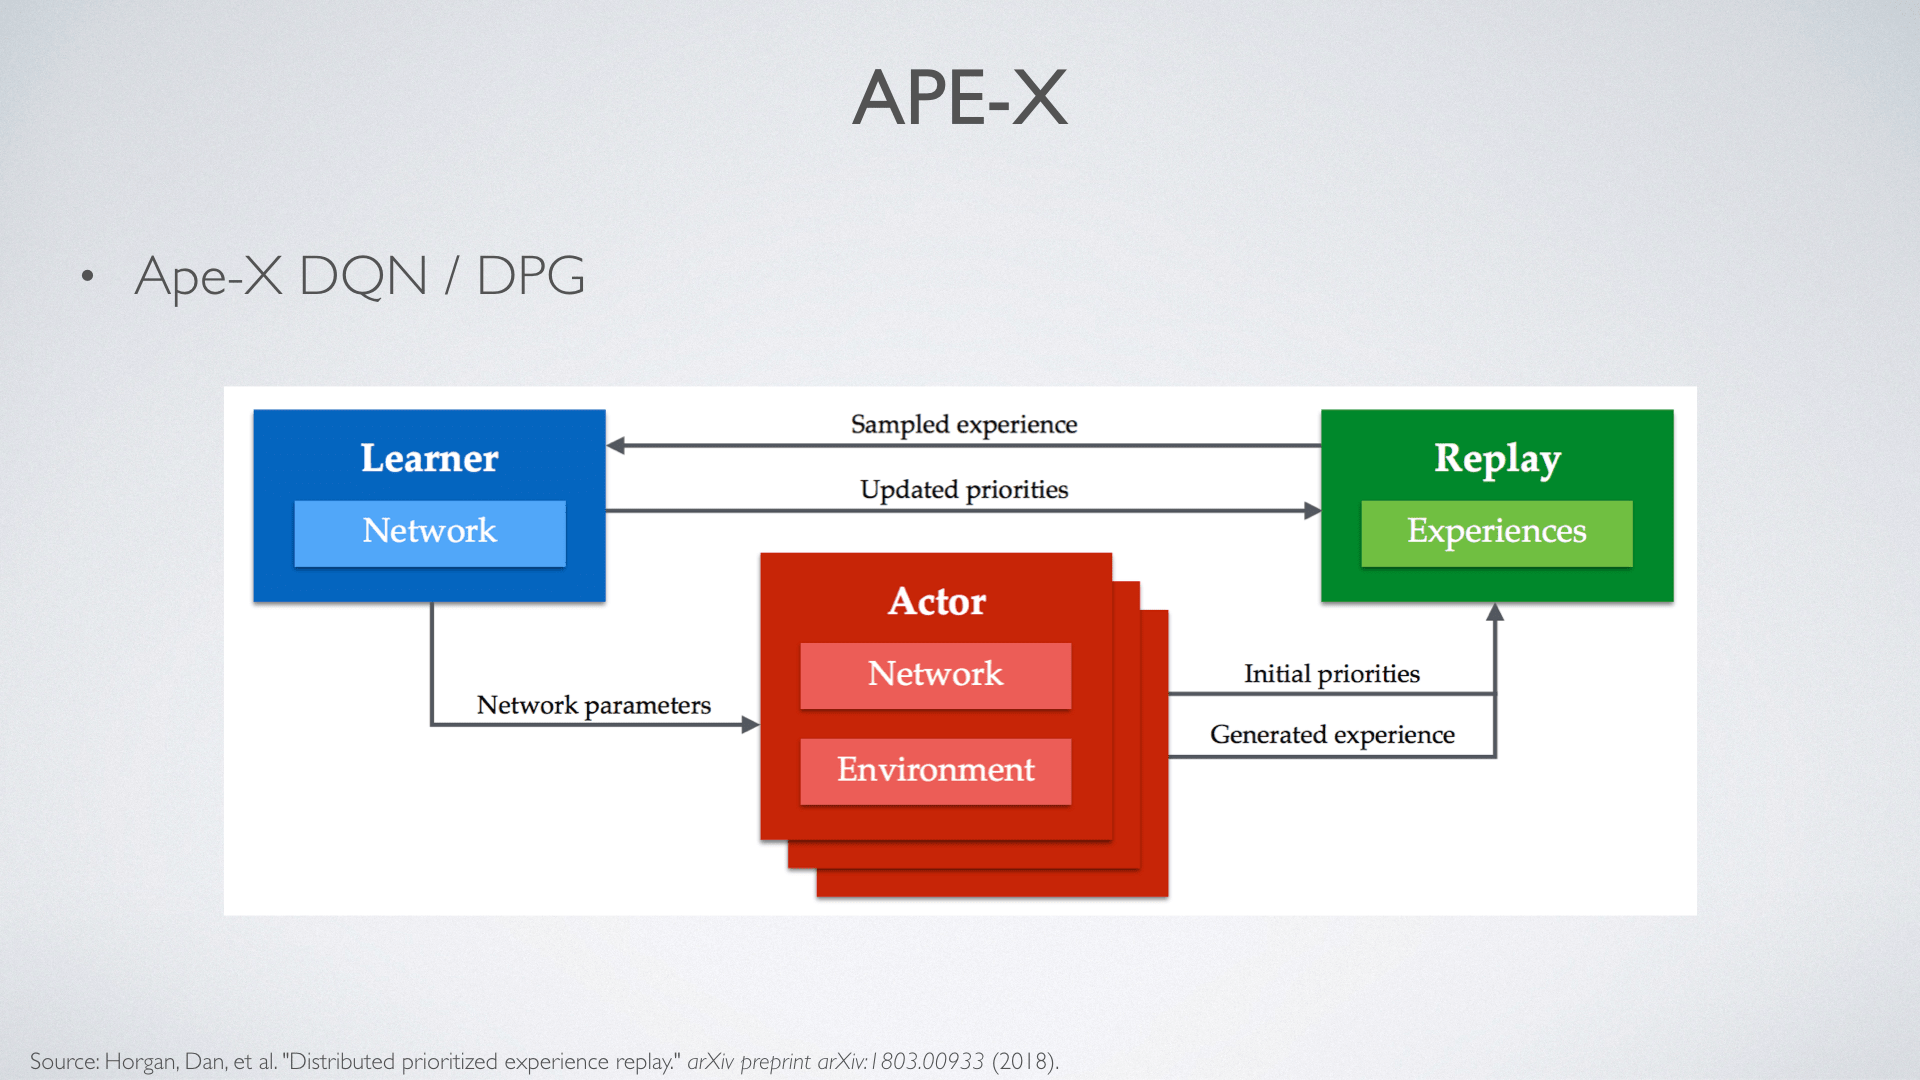 APE-X
• Ape-X DQN / DPG
Sampled experience
Learner
Replay
Updated priorities
Network
Experiences
Actor
Network
Initial priorities
Network parameters
Generated experience
Environment
Source: Horgan, Dan, et al. "Distributed prioritized experience replay." arXiv preprint arXiv:1803.00933 (2018).